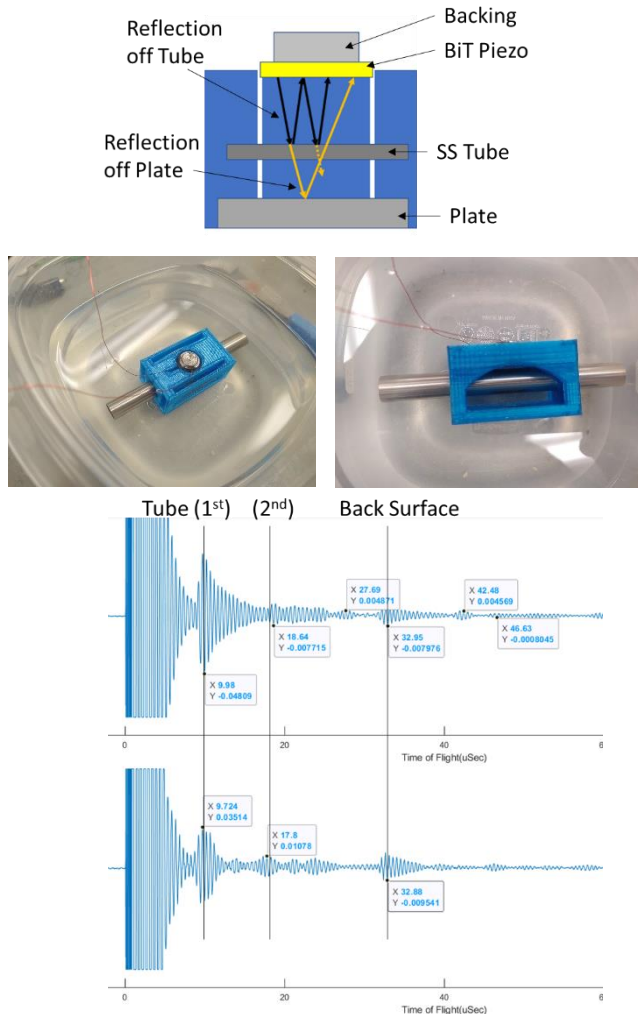 Reflection
off Tube
Backing
BiT Piezo
Reflection
off Plate
SS Tube
Plate
Tube (1st) (2nd) Back Surface
X 27.69
Y 0.004871
X 42.48
Y 0.004569
X 18.64
Y -0.007715
X 32.95
Y -0.007976
X 46.63
Y -0.0008045
X 9.98
Y -0.04809
0 20 40 6
Time of Flight(uSec)
X 9.724
Y 0.03514
X 17.8
Y 0.01078
X 32.88
Y -0.009541
0 20 40 6
Time of Flight(uSec)